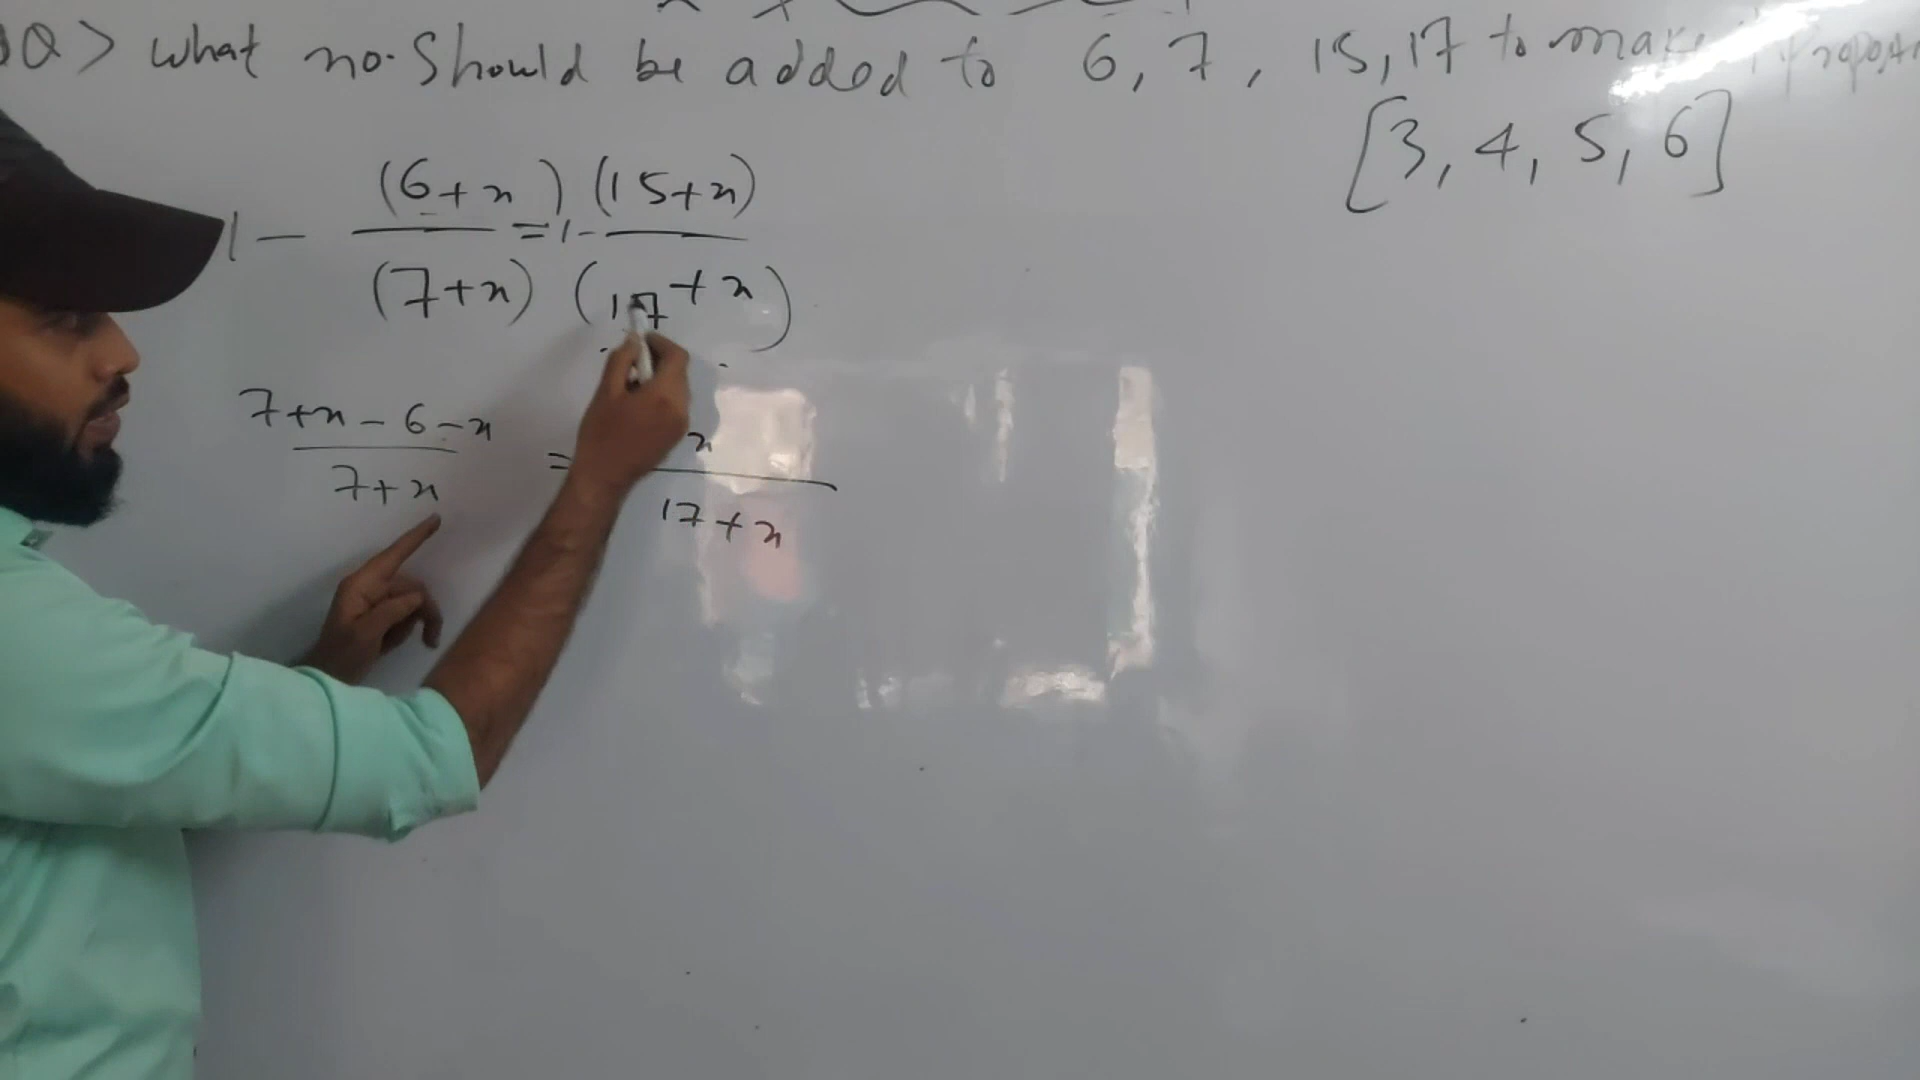 Q> what no. Should be added to 6, 7, 15, 17 to make
[3, 4, 5, 6]
1 - (6+x) / (7+x) = 1 - (15+x) / (17+x)
7+x-6-x / 7+x = x / 17+x